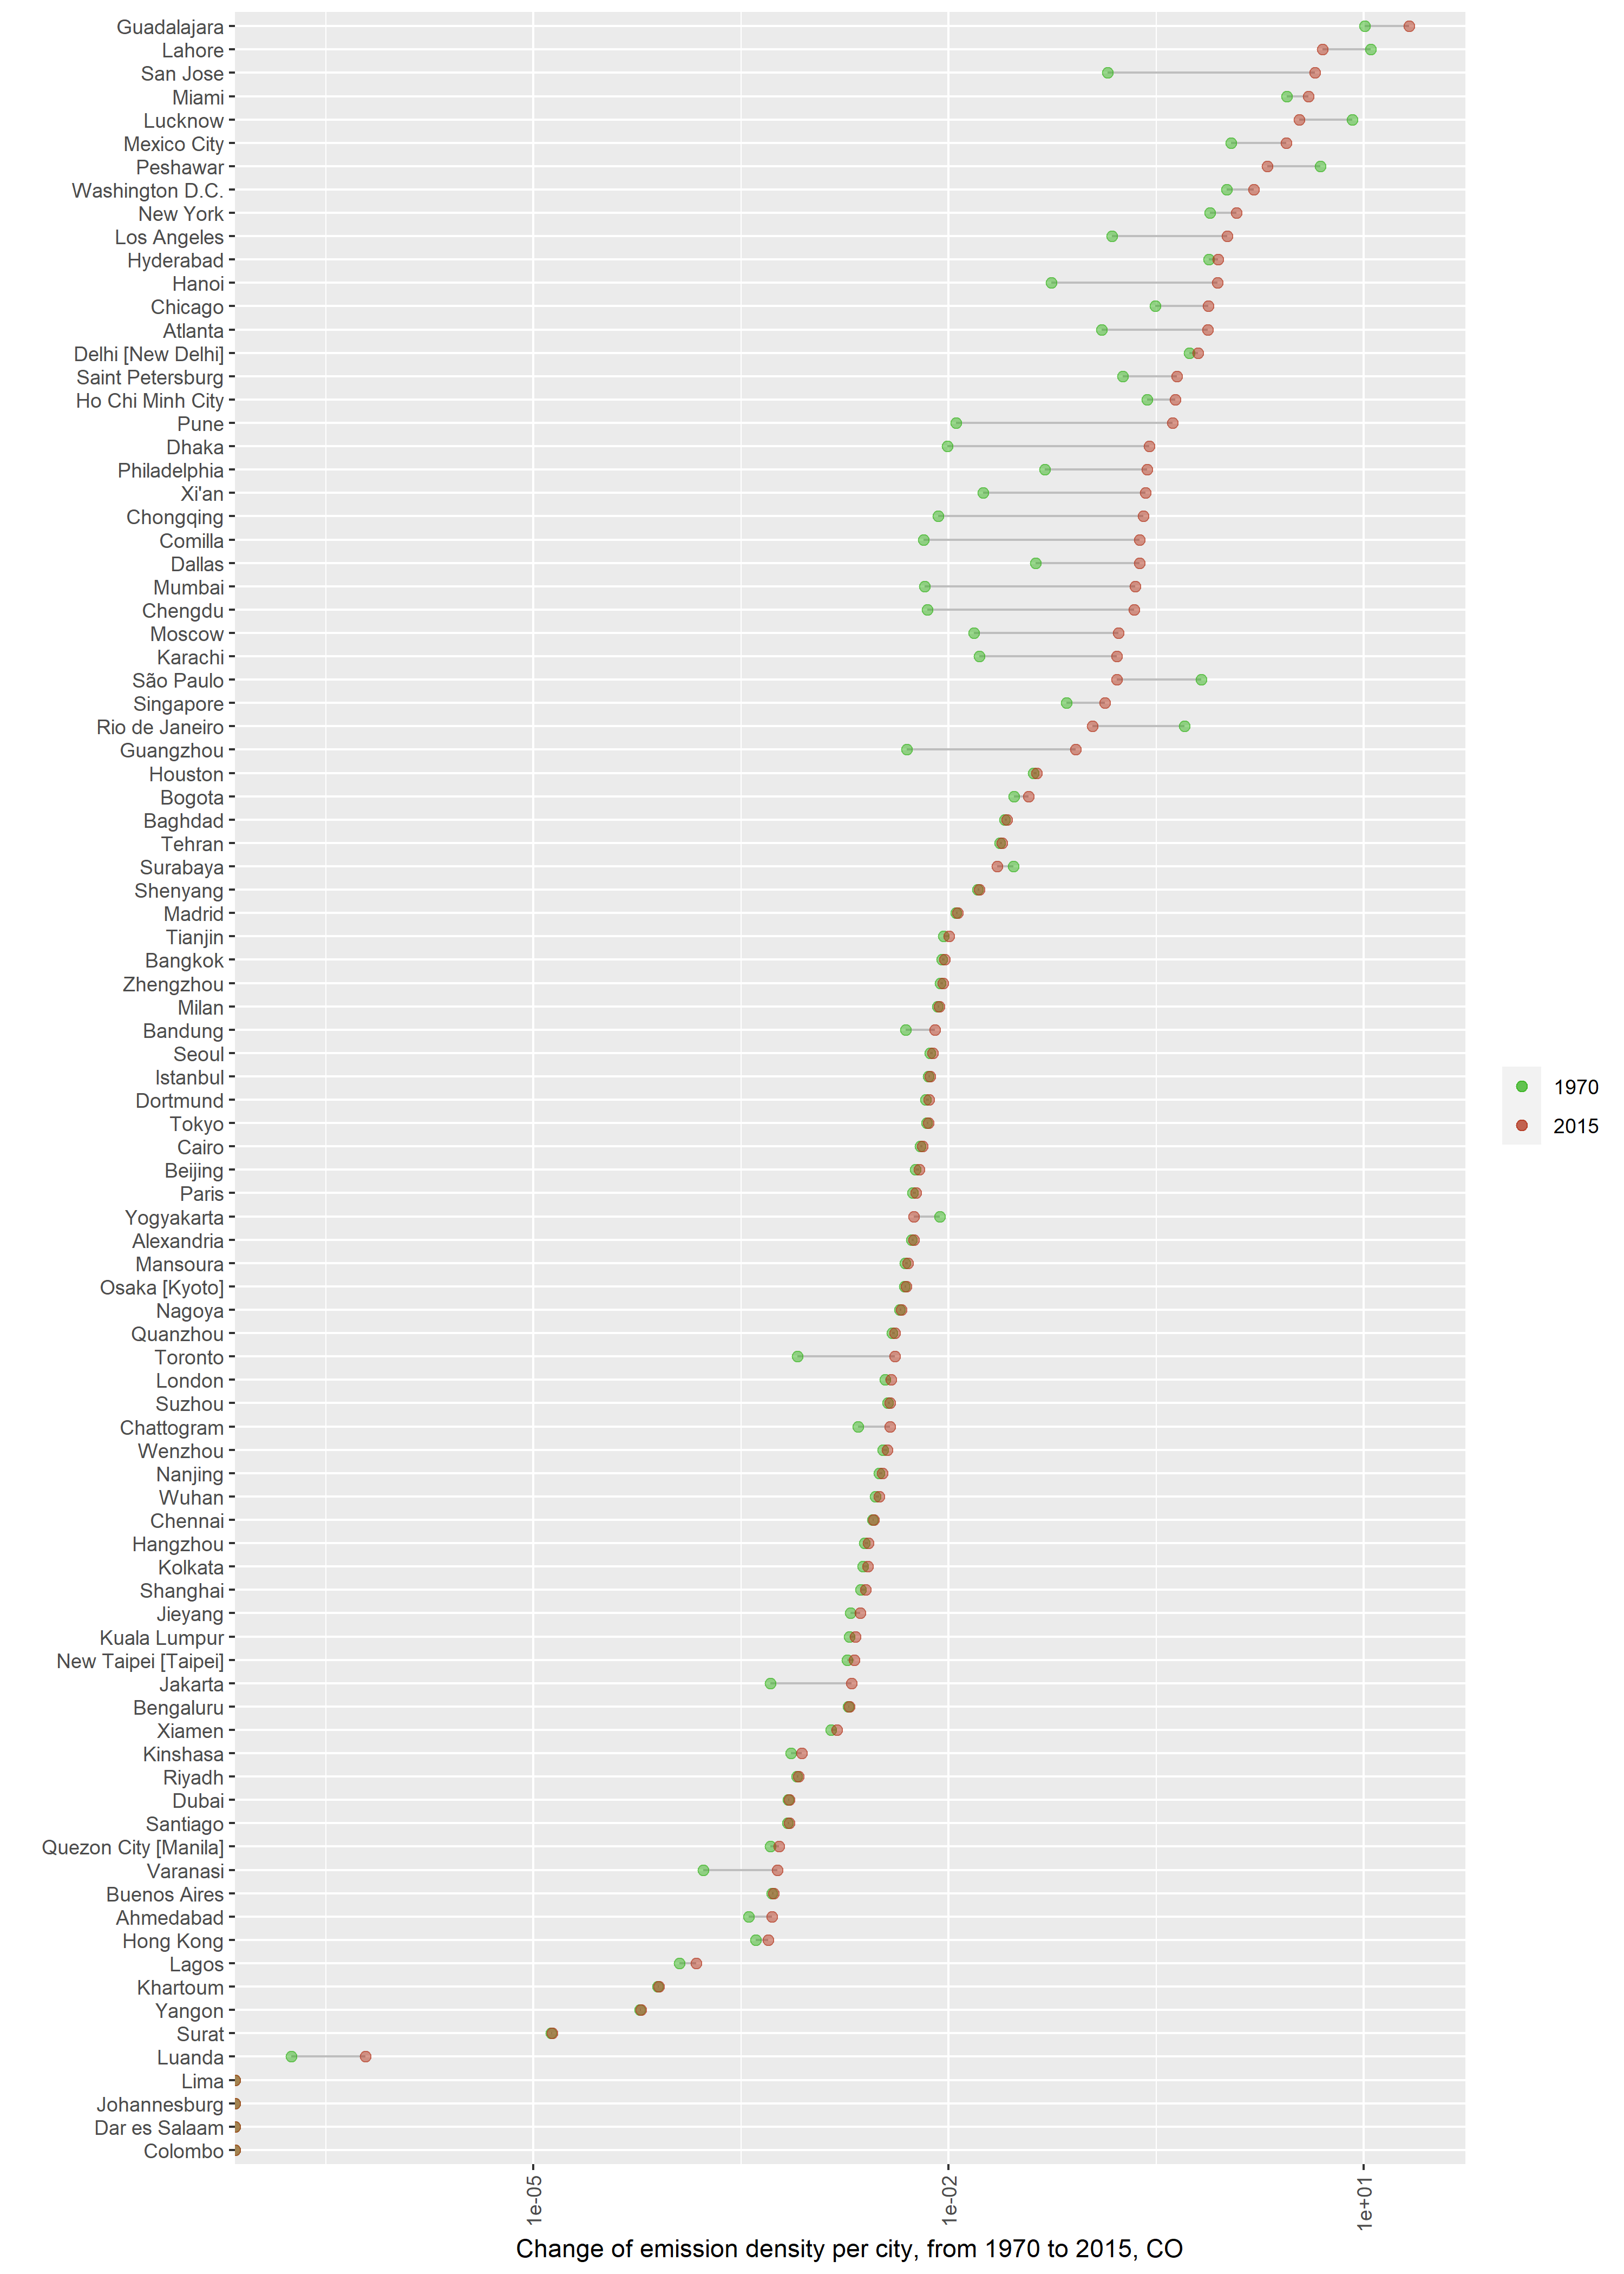 Guadalajara
Lahore
San Jose
Miami
Lucknow
Mexico City
Peshawar
Washington D.C.
New York
Los Angeles
Hyderabad
Hanoi
Chicago
Atlanta
Delhi [New Delhi]
Saint Petersburg
Ho Chi Minh City
Pune
Dhaka
Philadelphia
Xi'an
Chongqing
Comilla
Dallas
Mumbai
Chengdu
Moscow
Karachi
São Paulo
Singapore
Rio de Janeiro
Guangzhou
Houston
Bogota
Baghdad
Tehran
Surabaya
Shenyang
Madrid
Tianjin
Bangkok
Zhengzhou
Milan
Bandung
Seoul
Istanbul
Dortmund
Tokyo
Cairo
Beijing
Paris
Yogyakarta
Alexandria
Mansoura
Osaka [Kyoto]
Nagoya
Quanzhou
Toronto
London
Suzhou
Chattogram
Wenzhou
Nanjing
Wuhan
Chennai
Hangzhou
Kolkata
Shanghai
Jieyang
Kuala Lumpur
New Taipei [Taipei]
Jakarta
Bengaluru
Xiamen
Kinshasa
Riyadh
Dubai
Santiago
Quezon City [Manila]
Varanasi
Buenos Aires
Ahmedabad
Hong Kong
Lagos
Khartoum
Yangon
Surat
Luanda
Lima
Johannesburg
Dar es Salaam
Colombo
1e-05
1e-02
1e+01
Change of emission density per city, from 1970 to 2015, CO
1970
2015